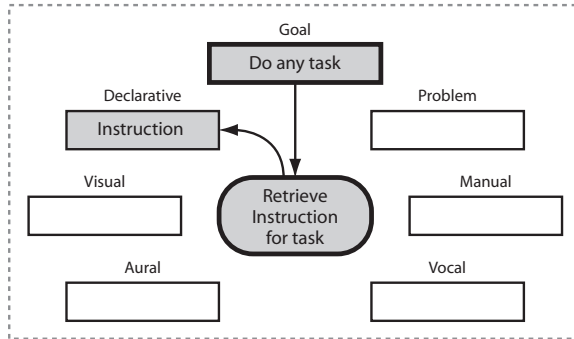 Goal
Do any task
Declarative
Problem
Instruction
Visual
Manual
Retrieve
Instruction
for task
Aural
Vocal